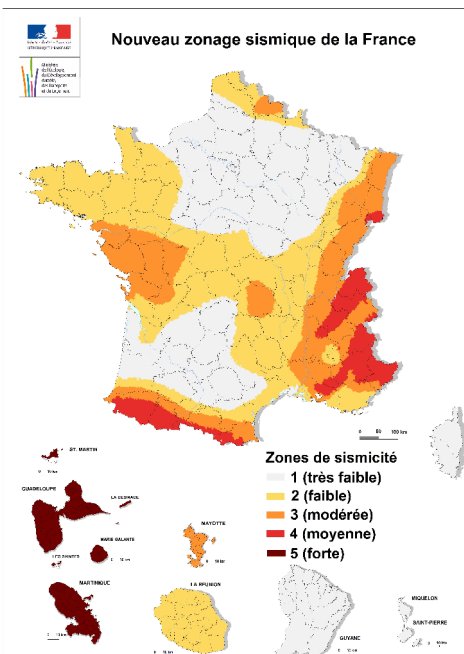 Nouveau zonage sismique de la France
Zones de sismicité
1 (très faible)
2 (faible)
3 (modérée)
4 (moyenne)
5 (forte)
0 50 100 km
ST. MARTIN
GUADELOUPE
LA DESIRADE
MARIE GALANTE
LES SAINTES
MAYOTTE
MARTINIQUE
LA REUNION
GUYANE
MIQUELON
SAINT-PIERRE